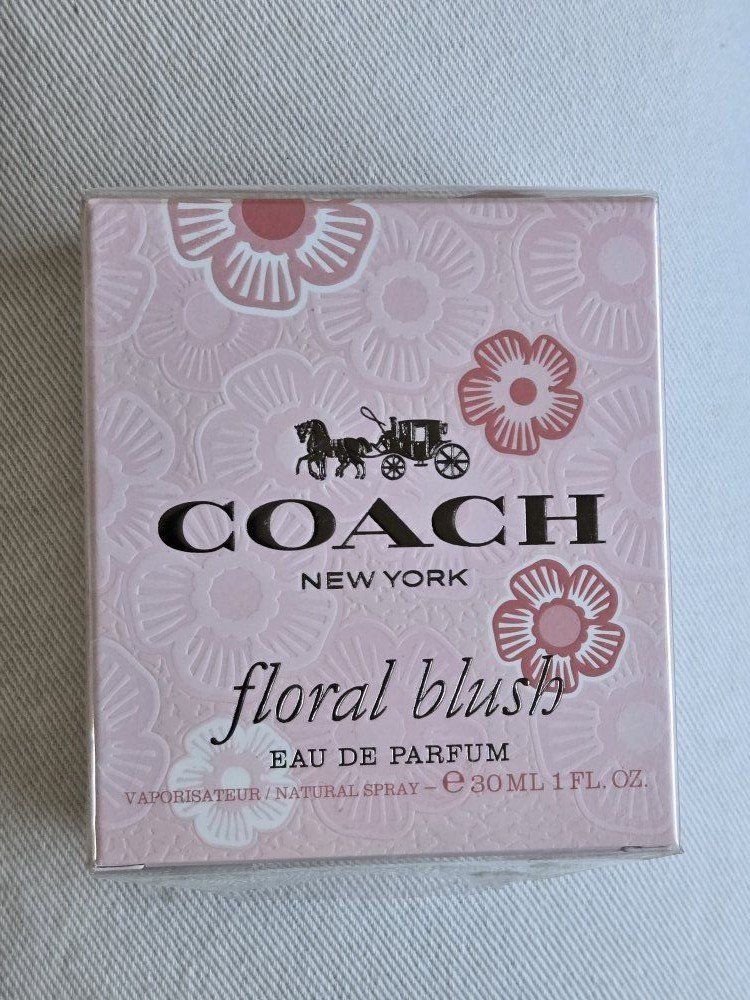 COACH
NEW YORK
floral blush
EAU DE PARFUM
VAPORISATEUR / NATURAL SPRAY – e 30 ML 1 FL. OZ.